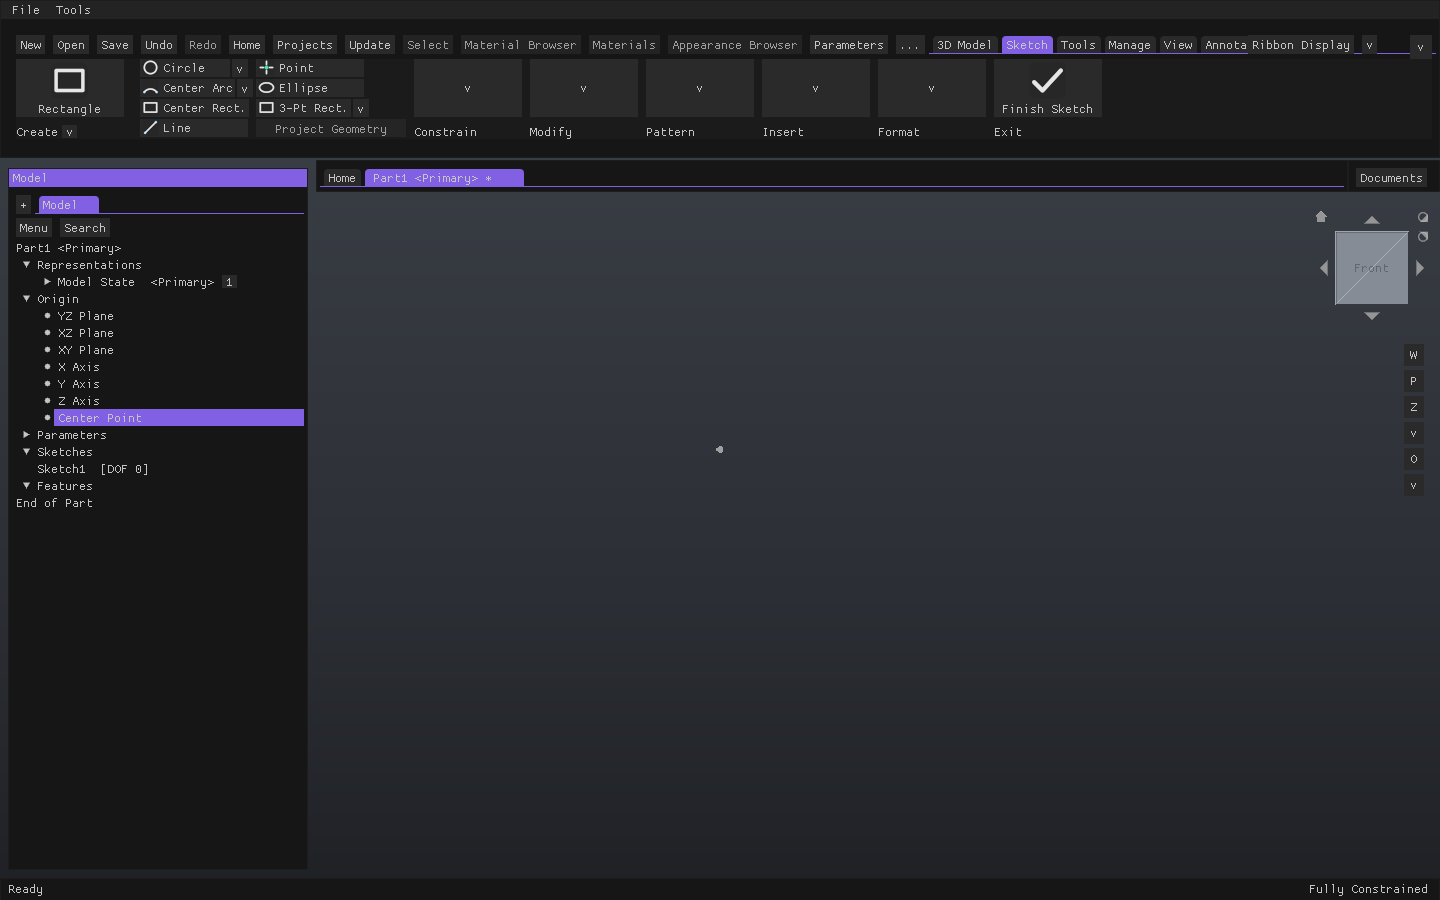 File Tools
New Open Save Undo Redo Home Projects Update Select Material Browser Materials Appearance Browser Parameters ... 3D Model Sketch Tools Manage View Annota Ribbon Display v v
Rectangle
Create v
Circle v
Center Arc v
Center Rect.
Line
Point
Ellipse
3-Pt Rect. v
Project Geometry
v
Constrain
v
Modify
v
Pattern
v
Insert
v
Format
Finish Sketch
Exit
Model
+ Model
Menu Search
Part1 <Primary>
Representations
Model State <Primary> 1
Origin
YZ Plane
XZ Plane
XY Plane
X Axis
Y Axis
Z Axis
Center Point
Parameters
Sketches
Sketch1 [DOF 0]
Features
End of Part
Home Part1 <Primary> * Documents
Front
W
P
Z
v
O
v
Ready Fully Constrained